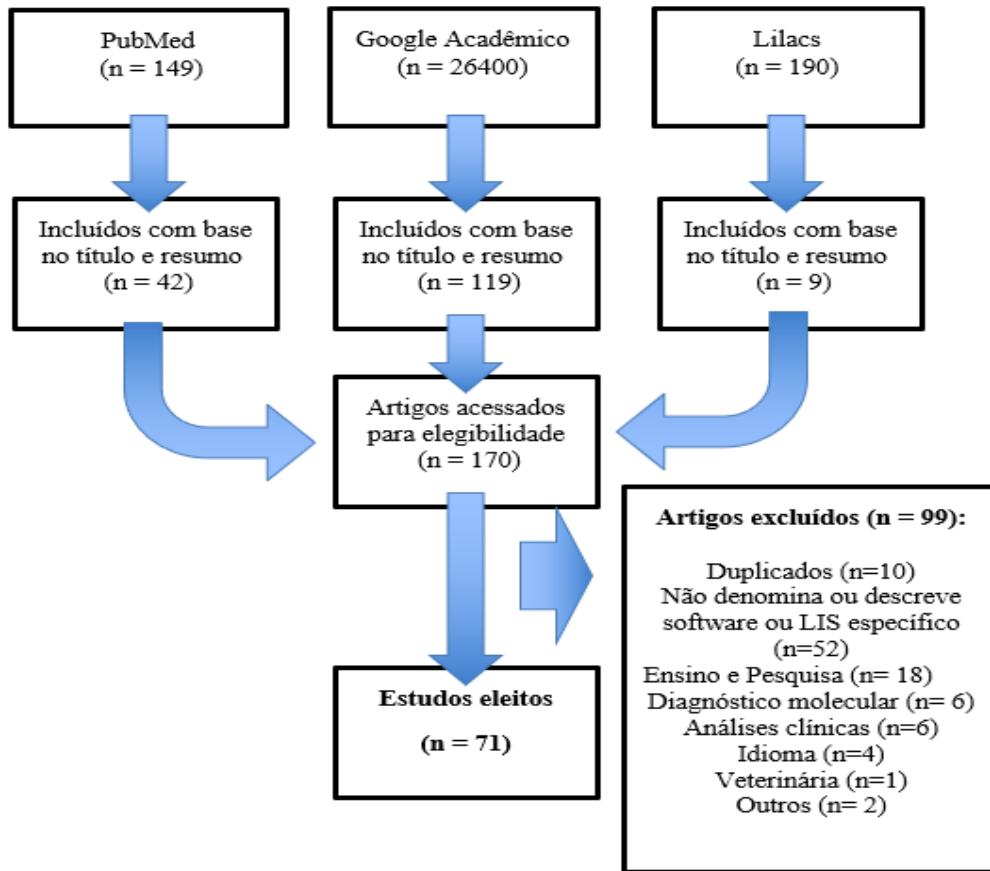 PubMed
(n = 149)
Google Acadêmico
(n = 26400)
Lilacs
(n = 190)
Incluídos com base
no título e resumo
(n = 42)
Incluídos com base
no título e resumo
(n = 119)
Incluídos com base
no título e resumo
(n = 9)
Artigos acessados
para elegibilidade
(n = 170)
Artigos excluídos (n = 99):
Duplicados (n=10)
Não denomina ou descreve
software ou LIS específico
(n=52)
Ensino e Pesquisa (n= 18)
Diagnóstico molecular (n= 6)
Análises clínicas (n=6)
Idioma (n=4)
Veterinária (n=1)
Outros (n= 2)
Estudos eleitos
(n = 71)